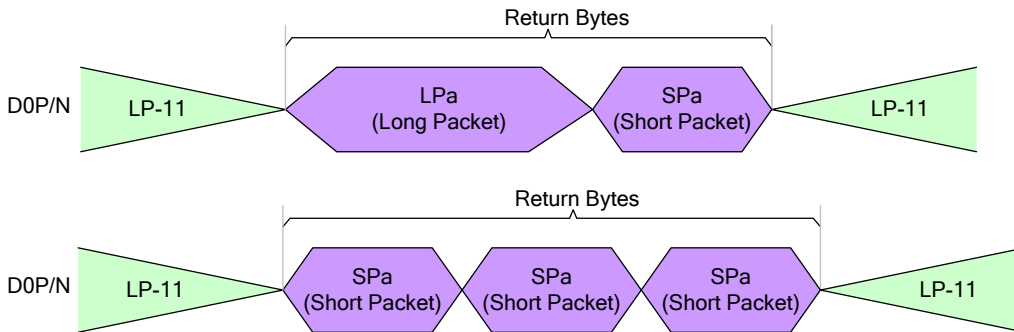 Return Bytes
D0P/N
LP-11
LPa
(Long Packet)
SPa
(Short Packet)
LP-11
Return Bytes
D0P/N
LP-11
SPa
(Short Packet)
SPa
(Short Packet)
SPa
(Short Packet)
LP-11